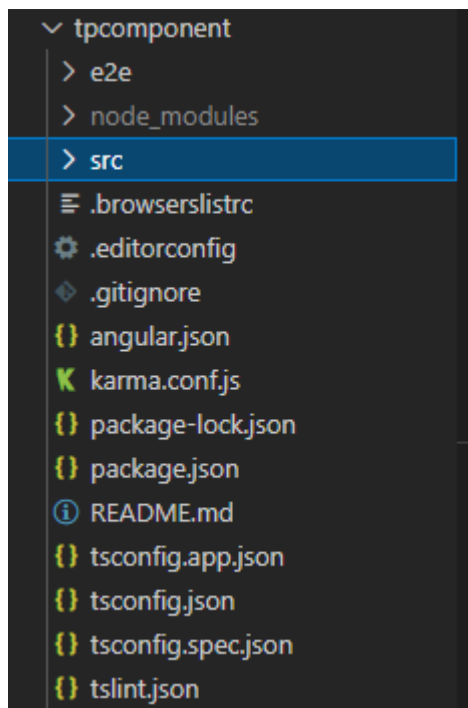 tpcomponent
e2e
node_modules
src
.browserslistrc
.editorconfig
.gitignore
angular.json
karma.conf.js
package-lock.json
package.json
README.md
tsconfig.app.json
tsconfig.json
tsconfig.spec.json
tslint.json